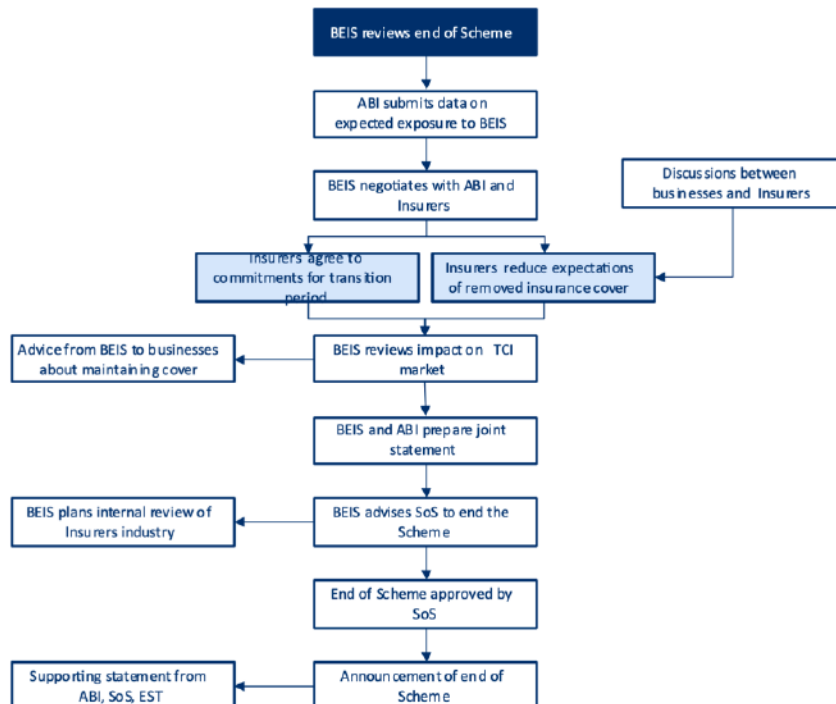 BEIS reviews end of Scheme
ABI submits data on
expected exposure to BEIS
BEIS negotiates with ABI and
Insurers
Discussions between
businesses and Insurers
Insurers agree to
commitments for transition
period
Insurers reduce expectations
of removed insurance cover
Advice from BEIS to businesses
about maintaining cover
BEIS reviews impact on TCI
market
BEIS and ABI prepare joint
statement
BEIS plans internal review of
Insurers industry
BEIS advises SoS to end the
Scheme
End of Scheme approved by
SoS
Supporting statement from
ABI, SoS, EST
Announcement of end of
Scheme